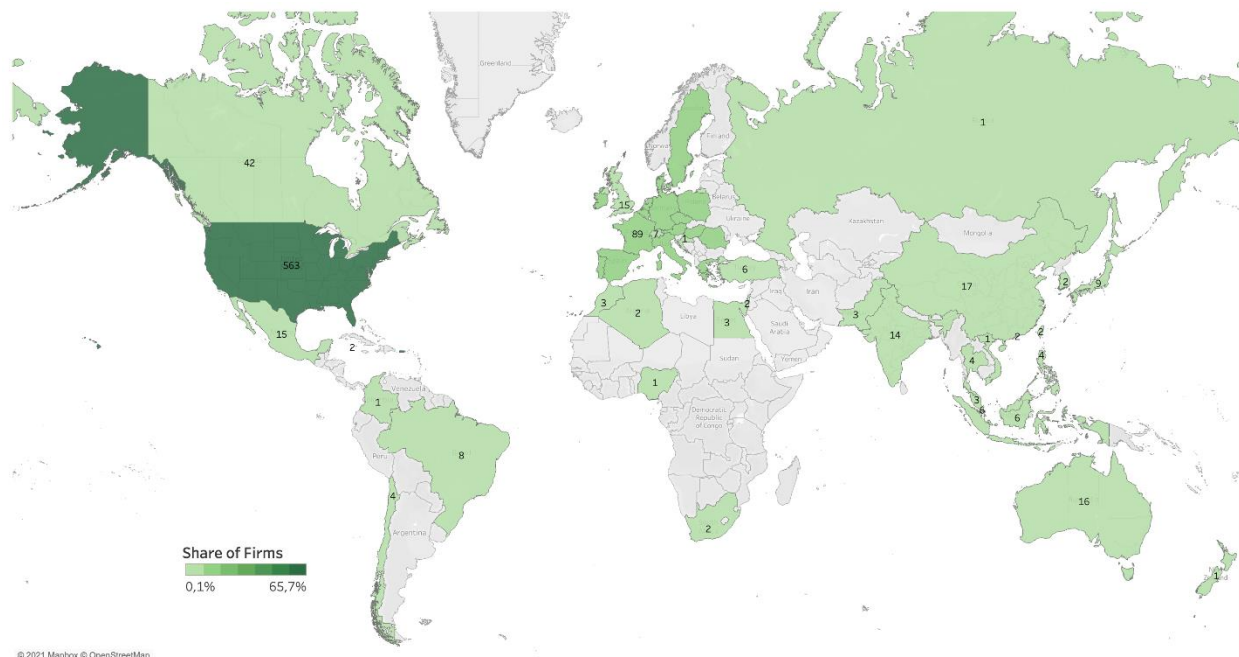 Greenland
1
Norway
Finland
42
15
Belarus
Ukraine
Kazakhstan
Mongolia
89
7
1
563
6
17
2
9
3
2
Iraq
Iran
3
15
Libya
3
2
Saudi Arabia
14
1
2
2
2
Sudan
Yemen
4
4
Venezuela
1
1
3
6
Democratic Republic of Congo
Peru
8
4
16
2
Argentina
Share of Firms
0,1% 65,7%
1
© 2021 Mapbox © OpenStreetMap